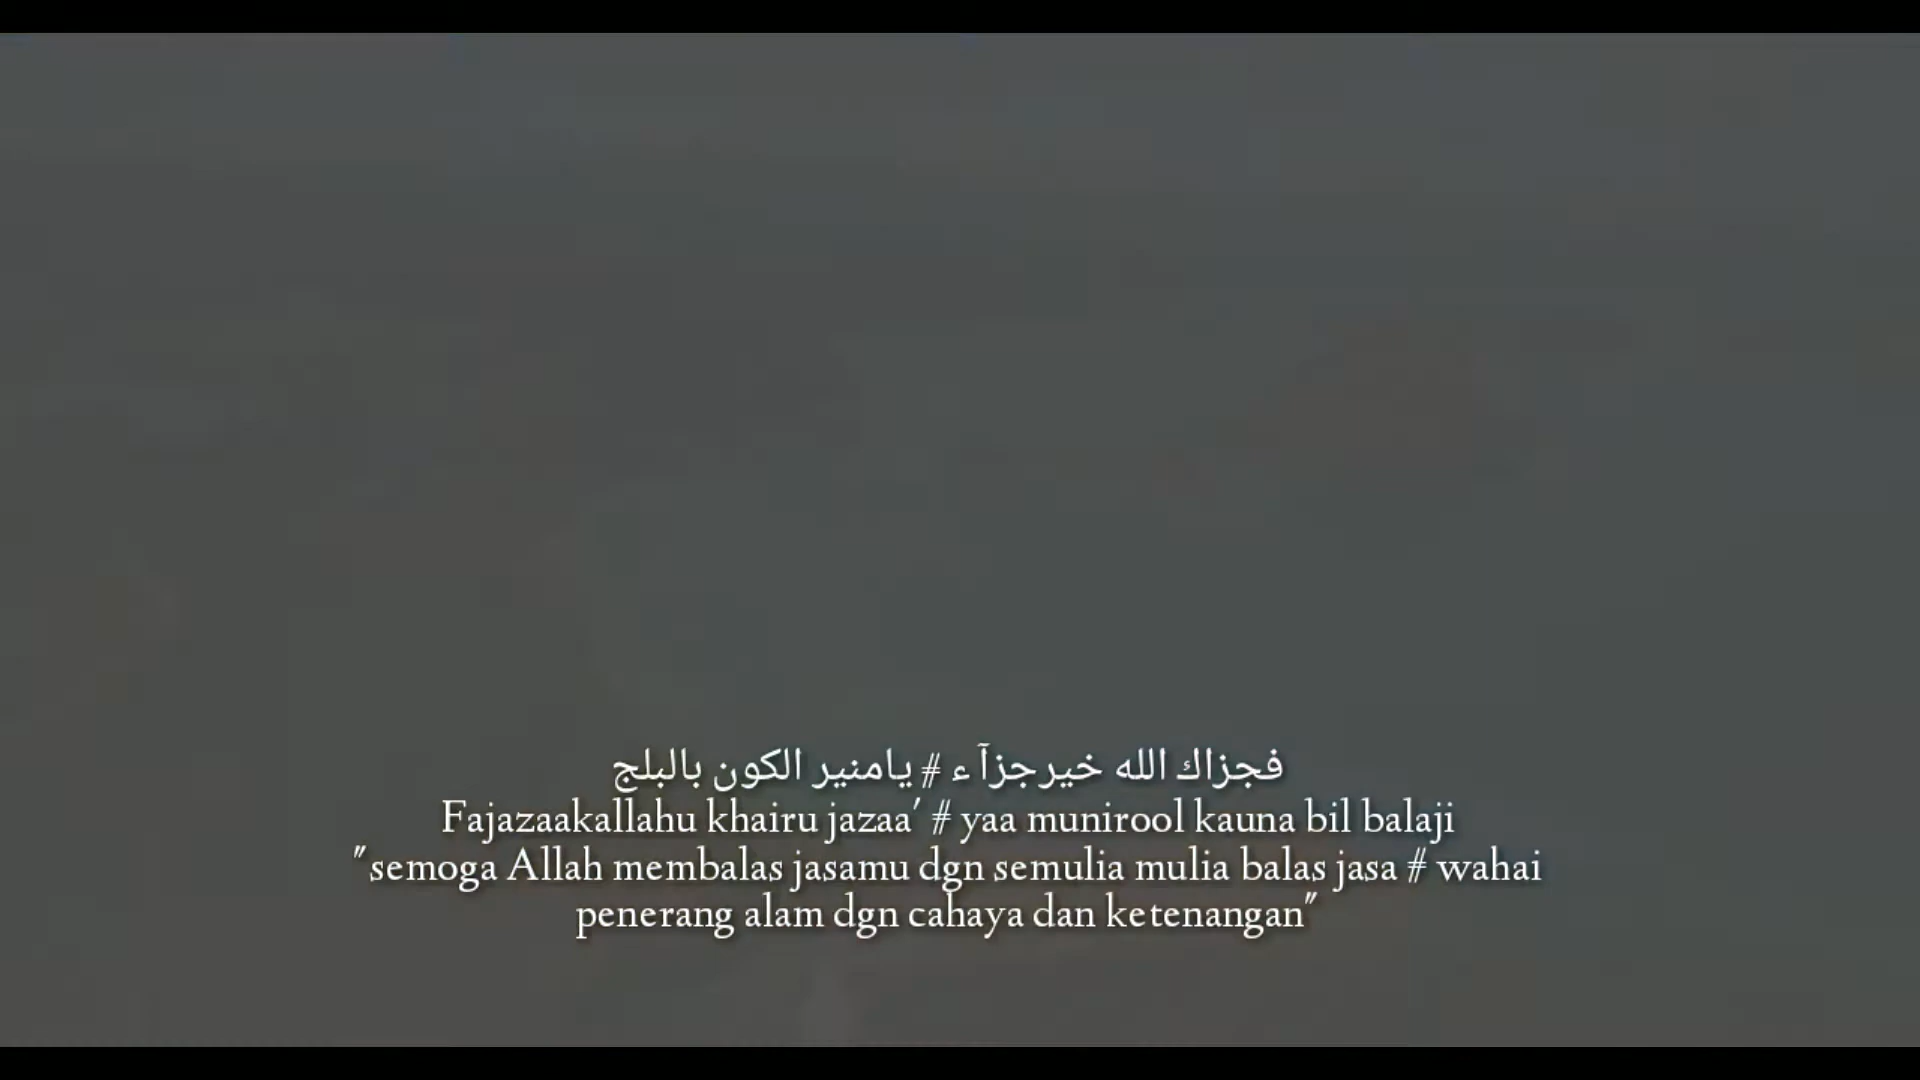 فجزاك الله خيرجزآء # يامنير الكون بالبلج
Fajazaakallahu khairu jazaa' # yaa munirool kauna bil balaji
"semoga Allah membalas jasamu dgn semulia mulia balas jasa # wahai
penerang alam dgn cahaya dan ketenangan"